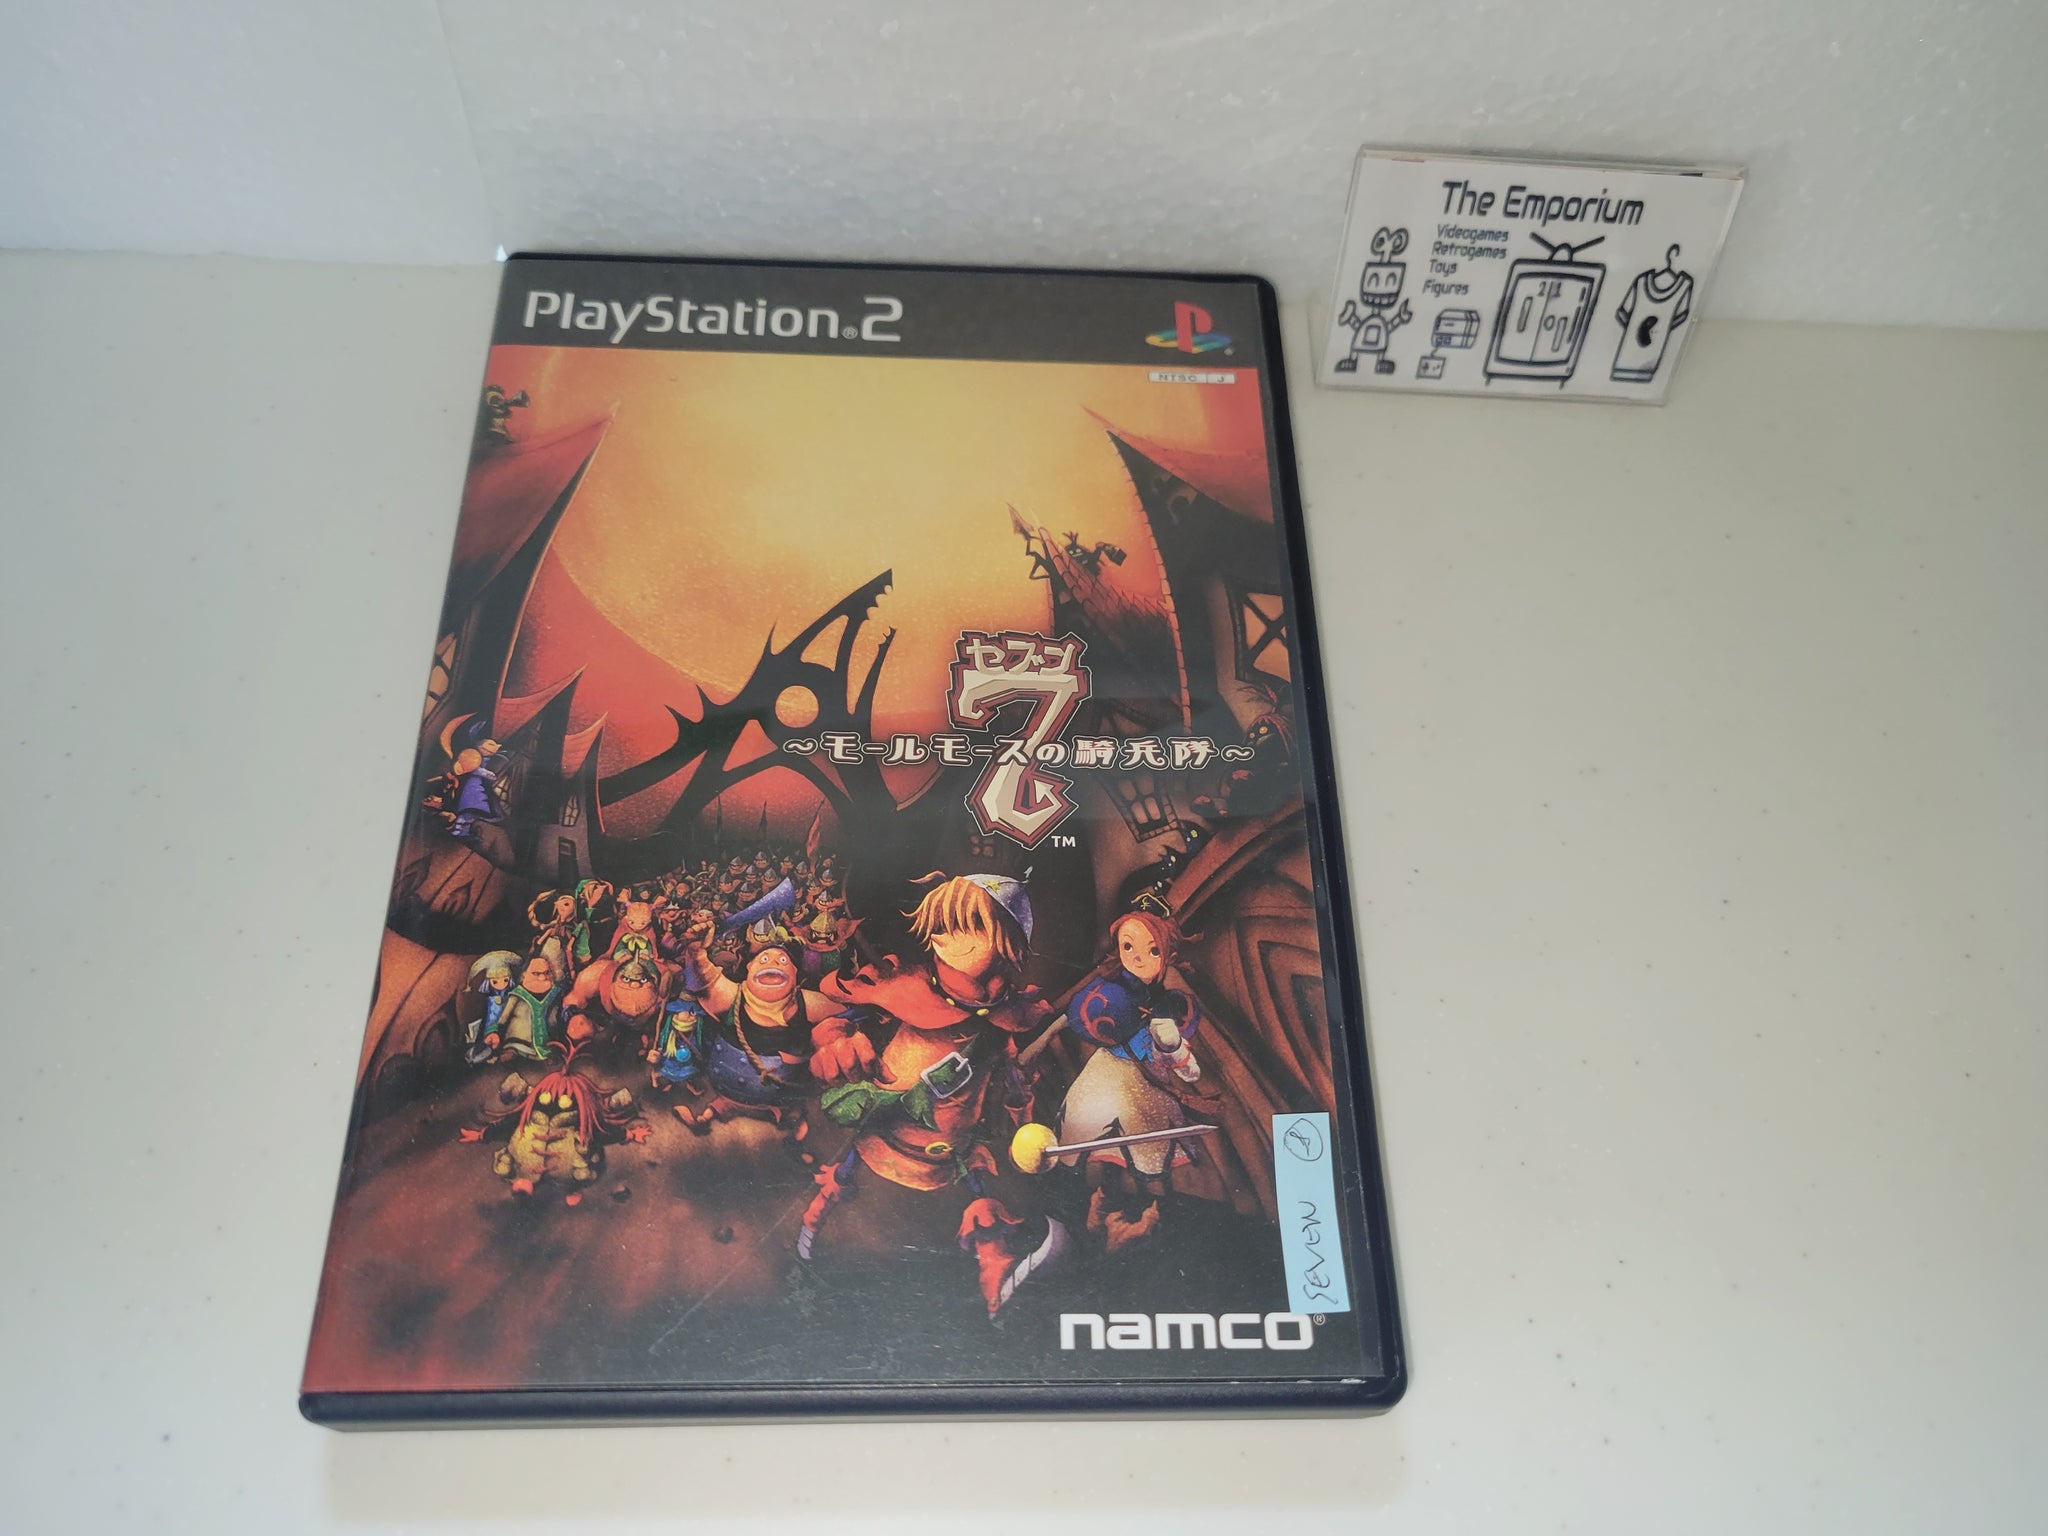 PlayStation®2
NTSC J
セブン
7
~モールモースの騎兵隊~
TM
SEVEN
namco®
The Emporium
Videogames
Retrogames
Toys
Figures